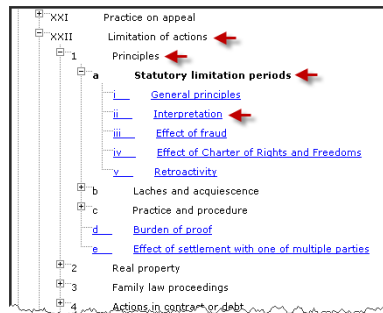 XXI Practice on appeal
XXII Limitation of actions
1 Principles
a Statutory limitation periods
i General principles
ii Interpretation
iii Effect of fraud
iv Effect of Charter of Rights and Freedoms
v Retroactivity
b Laches and acquiescence
c Practice and procedure
d Burden of proof
e Effect of settlement with one of multiple parties
2 Real property
3 Family law proceedings
4 Actions in contract or debt